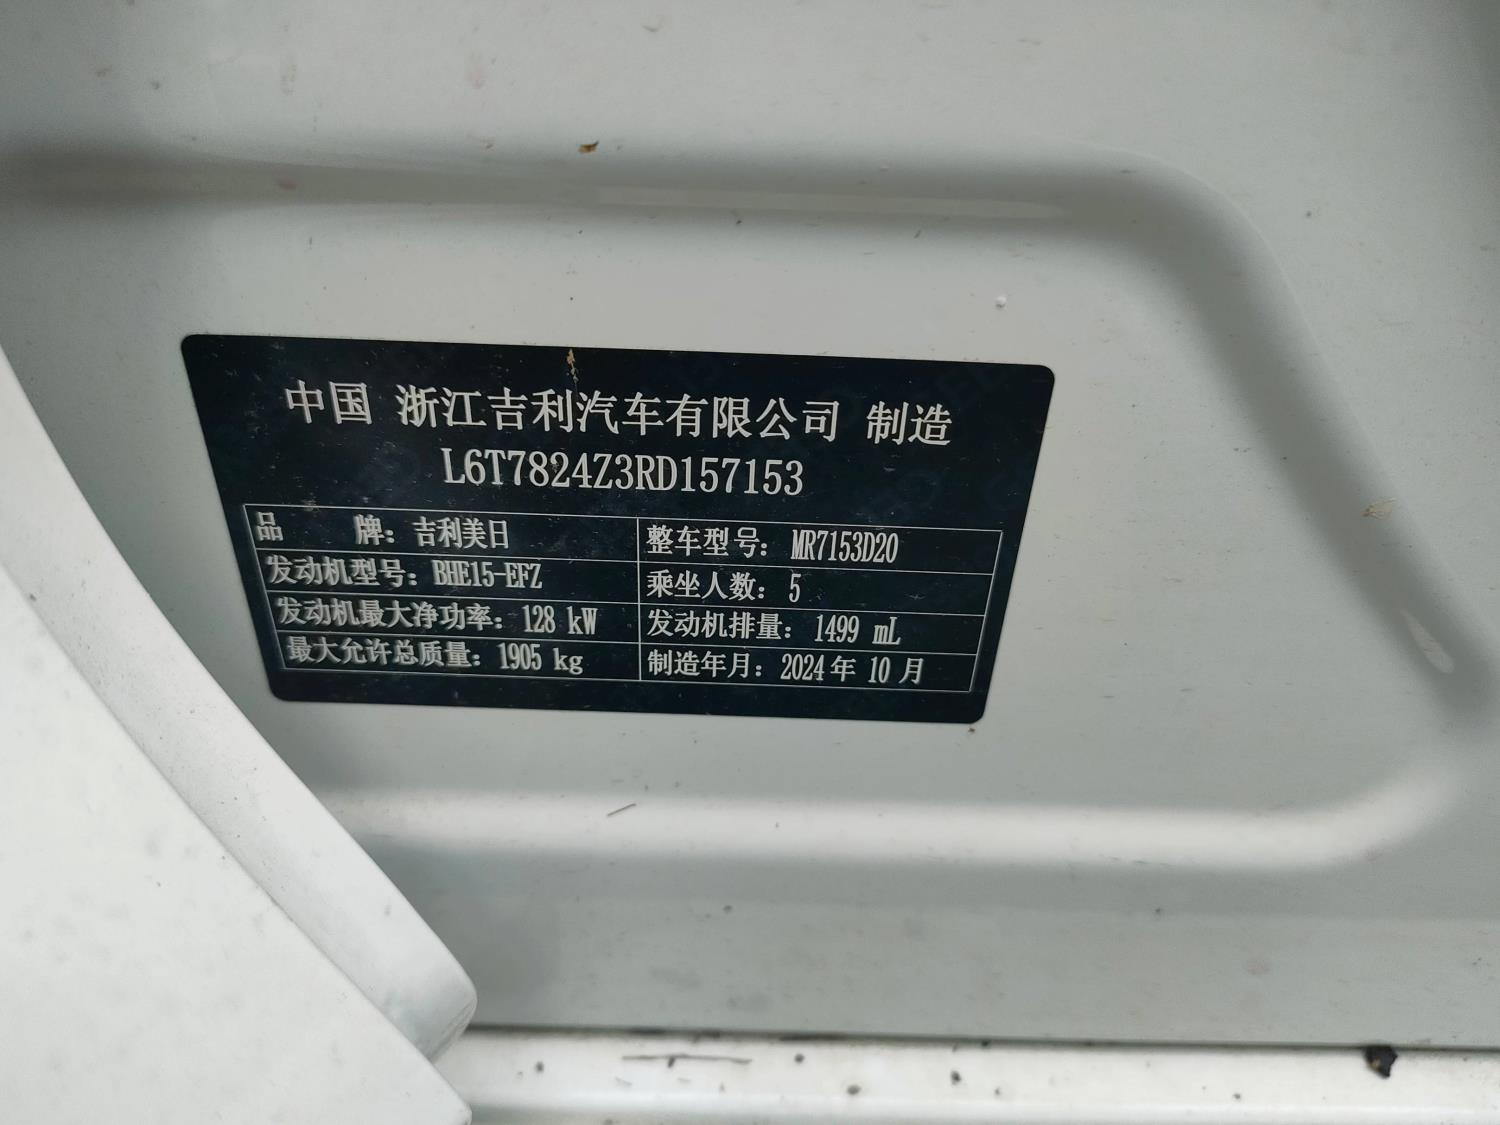 中国 浙江吉利汽车有限公司 制造
L6T7824Z3RD157153
品 牌：吉利美日 整车型号：MR7153D20
发动机型号：BHE15-EFZ 乘坐人数：5
发动机最大净功率：128 kW 发动机排量：1499 mL
最大允许总质量：1905 kg 制造年月：2024年 10 月